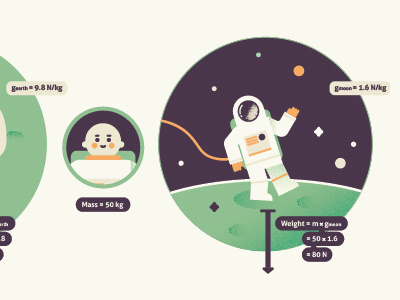 gearth = 9.8 N/kg
gmoon = 1.6 N/kg
Mass = 50 kg
Weight = m x gmoon
= 50 x 1.6
= 80 N